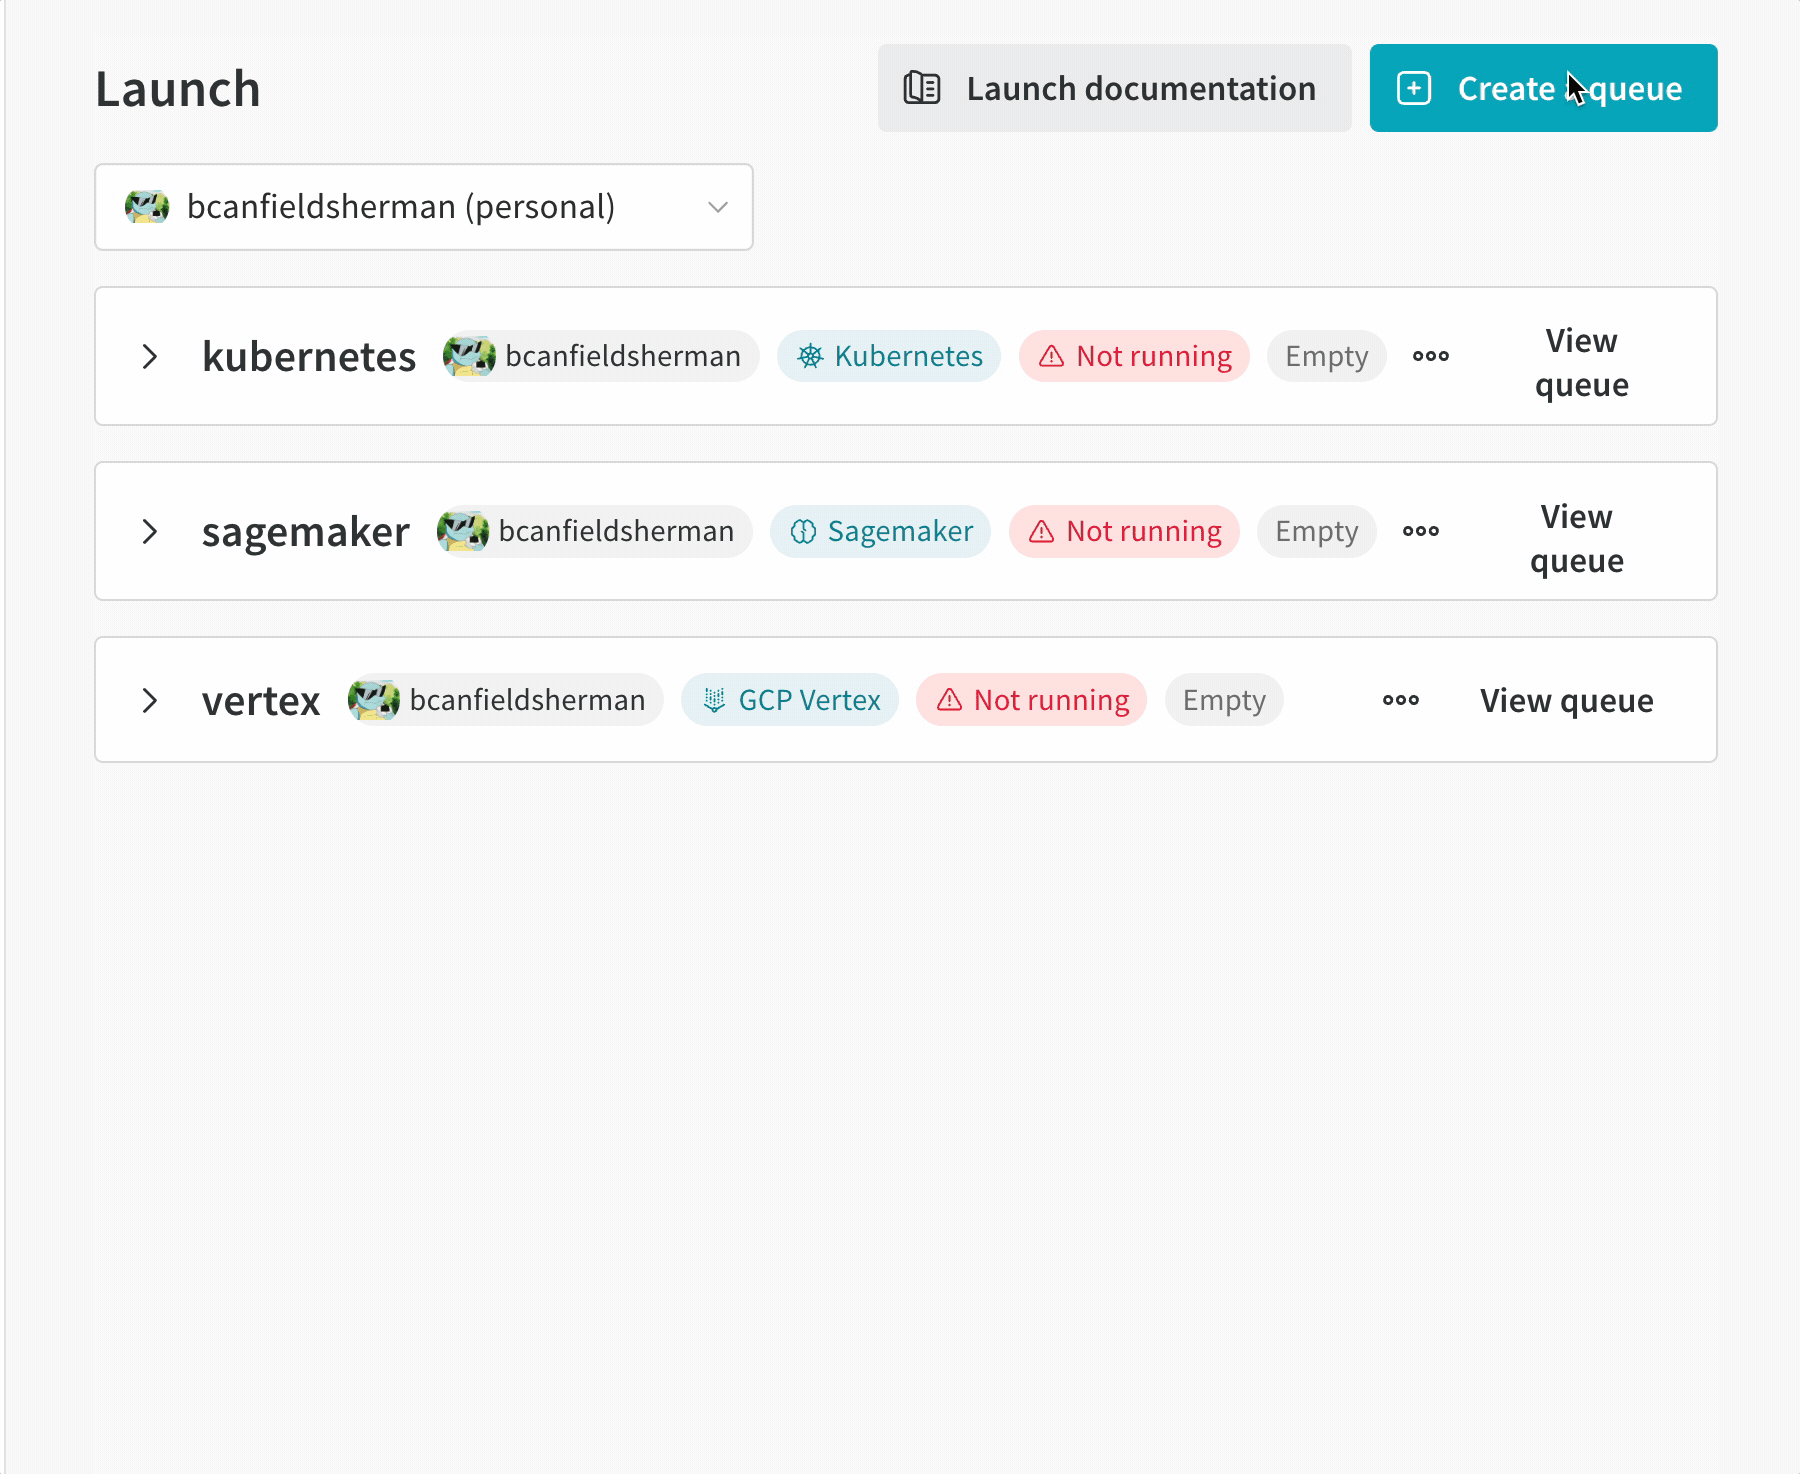 Launch
Launch documentation
Create a queue
bcanfieldsherman (personal)
kubernetes bcanfieldsherman Kubernetes Not running Empty View queue
sagemaker bcanfieldsherman Sagemaker Not running Empty View queue
vertex bcanfieldsherman GCP Vertex Not running Empty View queue